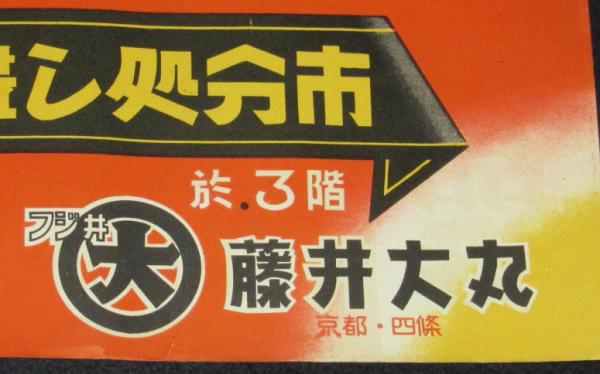 し処分市
於.3階
フジ井
大
藤井大丸
京都・四條